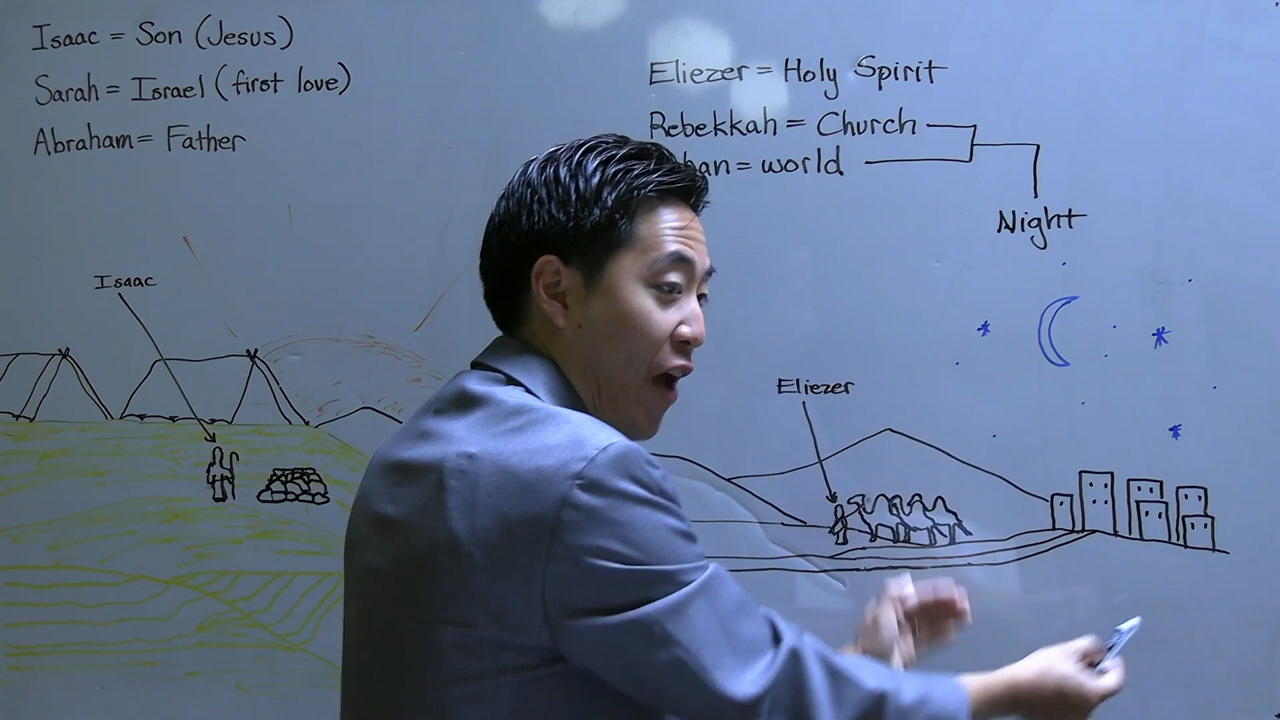 Isaac = Son (Jesus)
Sarah = Israel (first love)
Abraham = Father
Eliezer = Holy Spirit
Rebekkah = Church
= world
Night
Isaac
Eliezer